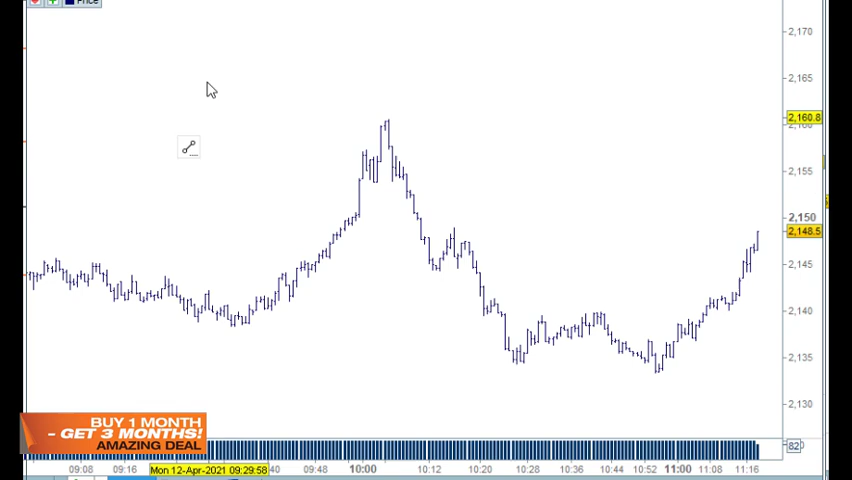 Price
2,170
2,165
2,160.8
2,155
2,150
2,148.5
2,145
2,140
2,135
2,130
BUY 1 MONTH
- GET 3 MONTHS!
AMAZING DEAL
820
09:08 09:16 Mon 12-Apr-2021 09:29:58 :40 09:48 10:00 10:12 10:20 10:28 10:36 10:44 10:52 11:00 11:08 11:16